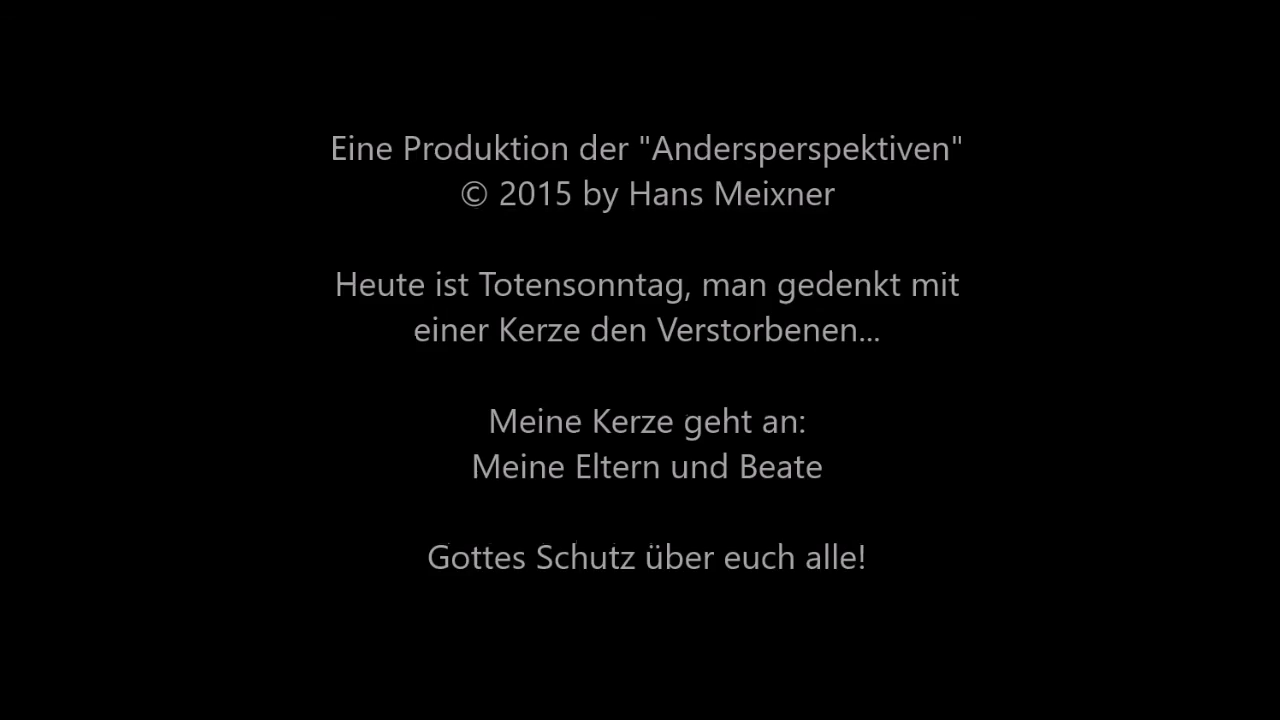 Eine Produktion der "Andersperspektiven"
© 2015 by Hans Meixner
Heute ist Totensonntag, man gedenkt mit
einer Kerze den Verstorbenen...
Meine Kerze geht an:
Meine Eltern und Beate
Gottes Schutz über euch alle!